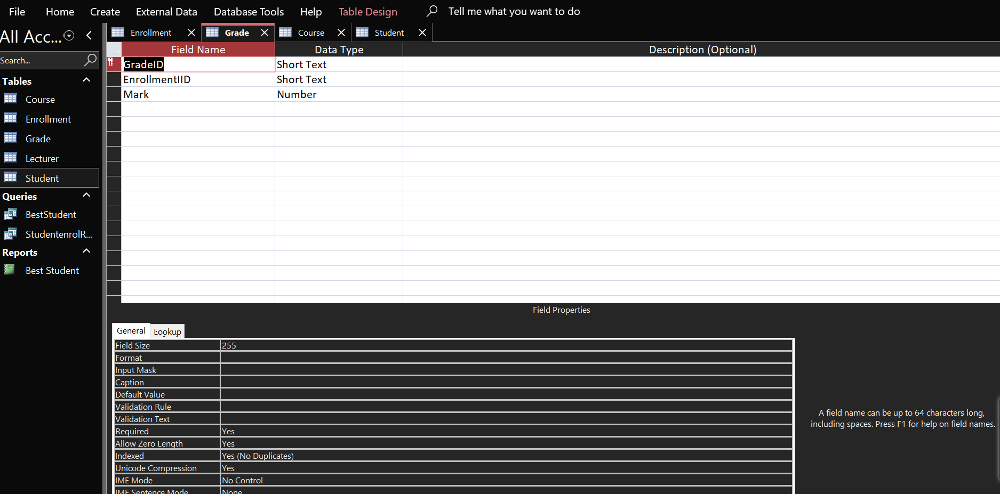 File Home Create External Data Database Tools Help Table Design Tell me what you want to do
All Acc...
Search...
Tables
Course
Enrollment
Grade
Lecturer
Student
Queries
BestStudent
StudentenrolR...
Reports
Best Student
Enrollment Grade Course Student
Field Name Data Type Description (Optional)
GradeID Short Text
EnrollmentIID Short Text
Mark Number
Field Properties
General Lookup
Field Size 255
Format
Input Mask
Caption
Default Value
Validation Rule
Validation Text
Required Yes
Allow Zero Length Yes
Indexed Yes (No Duplicates)
Unicode Compression Yes
IME Mode No Control
IME Sentence Mode None
A field name can be up to 64 characters long,
including spaces. Press F1 for help on field names.